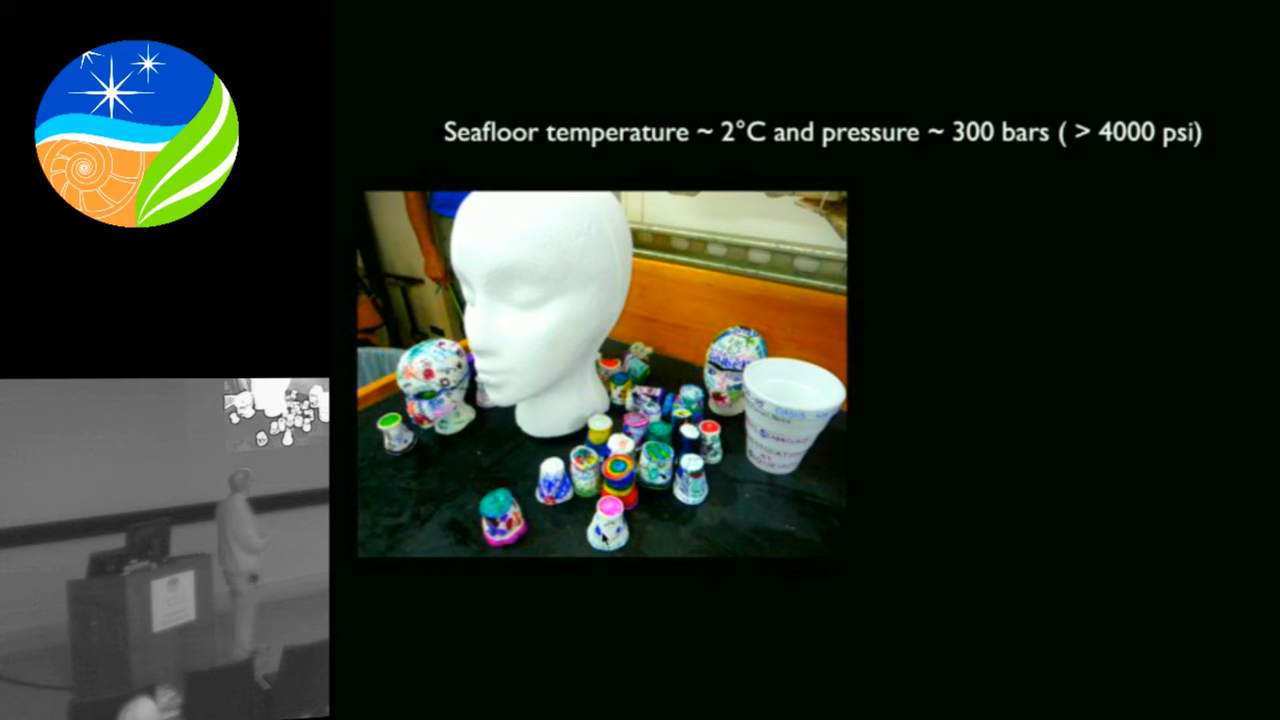 Seafloor temperature ~ 2°C and pressure ~ 300 bars ( > 4000 psi)